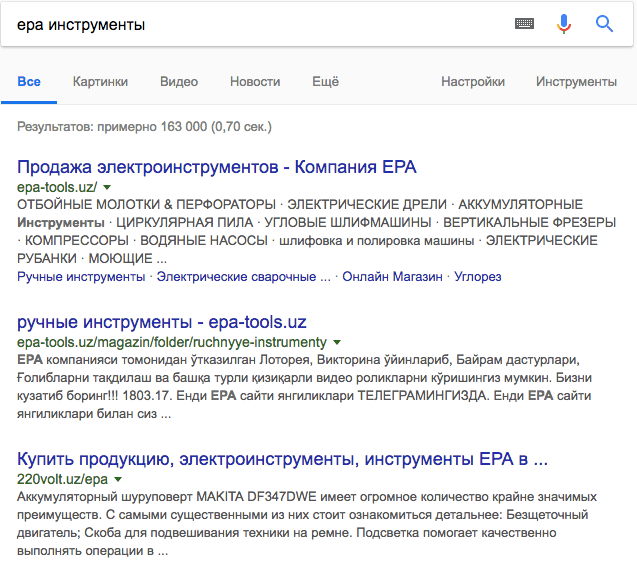 epa инструменты
Все Картинки Видео Новости Ещё Настройки Инструменты
Результатов: примерно 163 000 (0,70 сек.)
Продажа электроинструментов - Компания EPA
epa-tools.uz/
ОТБОЙНЫЕ МОЛОТКИ & ПЕРФОРАТОРЫ · ЭЛЕКТРИЧЕСКИЕ ДРЕЛИ · АККУМУЛЯТОРНЫЕ
Инструменты · ЦИРКУЛЯРНАЯ ПИЛА · УГЛОВЫЕ ШЛИФМАШИНЫ · ВЕРТИКАЛЬНЫЕ ФРЕЗЕРЫ
· КОМПРЕССОРЫ · ВОДЯНЫЕ НАСОСЫ · шлифовка и полировка машины · ЭЛЕКТРИЧЕСКИЕ
РУБАНКИ · МОЮЩИЕ ...
Ручные инструменты · Электрические сварочные ... · Онлайн Магазин · Углорез
ручные инструменты - epa-tools.uz
epa-tools.uz/magazin/folder/ruchnyye-instrumenty
EPA компанияси томонидан ўтказилган Лоторея, Викторина ўйинлариб, Байрам дастурлари,
Ғолибларни тақдилаш ва башқа турли қизиқарли видео роликларни кўришингиз мумкин. Бизни
кузатиб боринг!!! 1803.17. Енди EPA сайти янгиликлари ТЕЛЕГРАМИНГИЗДА. Енди EPA сайти
янгиликлари билан сиз ...
Купить продукцию, электроинструменты, инструменты EPA в ...
220volt.uz/epa
Аккумуляторный шуруповерт MAKITA DF347DWE имеет огромное количество крайне значимых
преимуществ. С самыми существенными из них стоит ознакомиться детальнее: Безщеточный
двигатель; Скоба для подвешивания техники на ремне. Подсветка помогает качественно
выполнять операции в ...